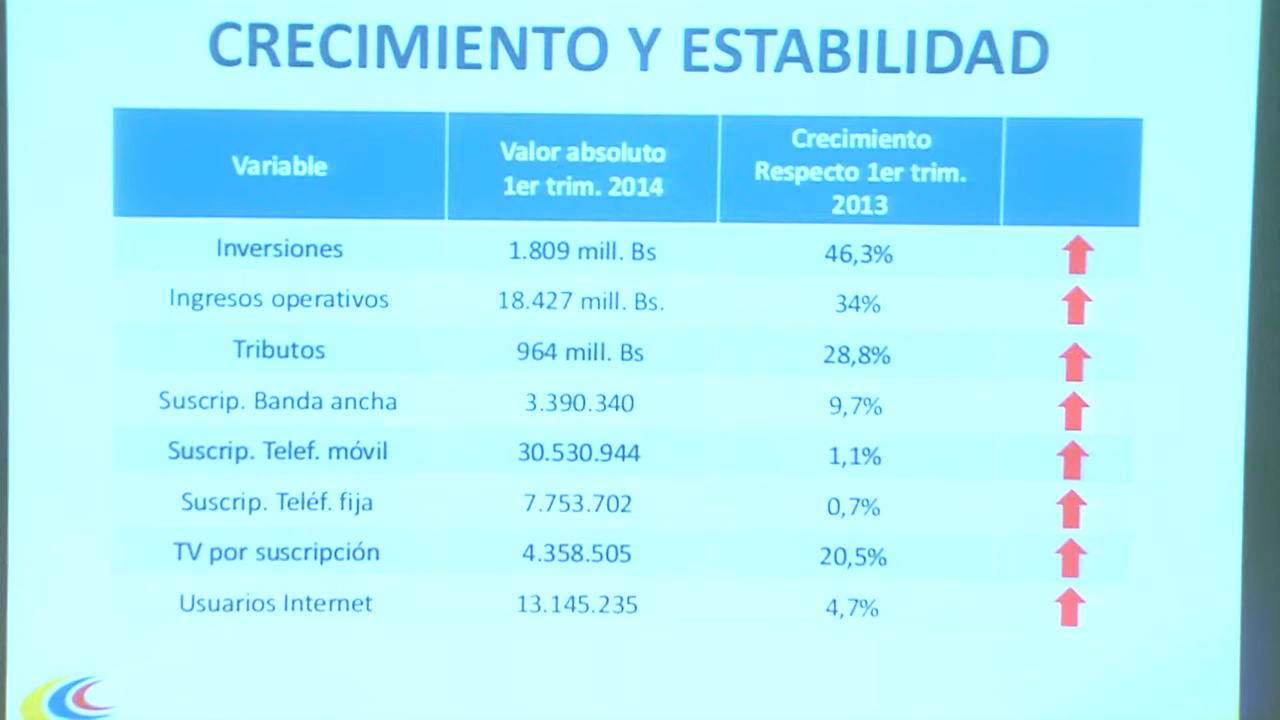 CRECIMIENTO Y ESTABILIDAD
Variable
Valor absoluto
1er trim. 2014
Crecimiento
Respecto 1er trim.
2013
Inversiones 1.809 mill. Bs 46,3%
Ingresos operativos 18.427 mill. Bs. 34%
Tributos 964 mill. Bs 28,8%
Suscrip. Banda ancha 3.390.340 9,7%
Suscrip. Telef. móvil 30.530.944 1,1%
Suscrip. Teléf. fija 7.753.702 0,7%
TV por suscripción 4.358.505 20,5%
Usuarios Internet 13.145.235 4,7%